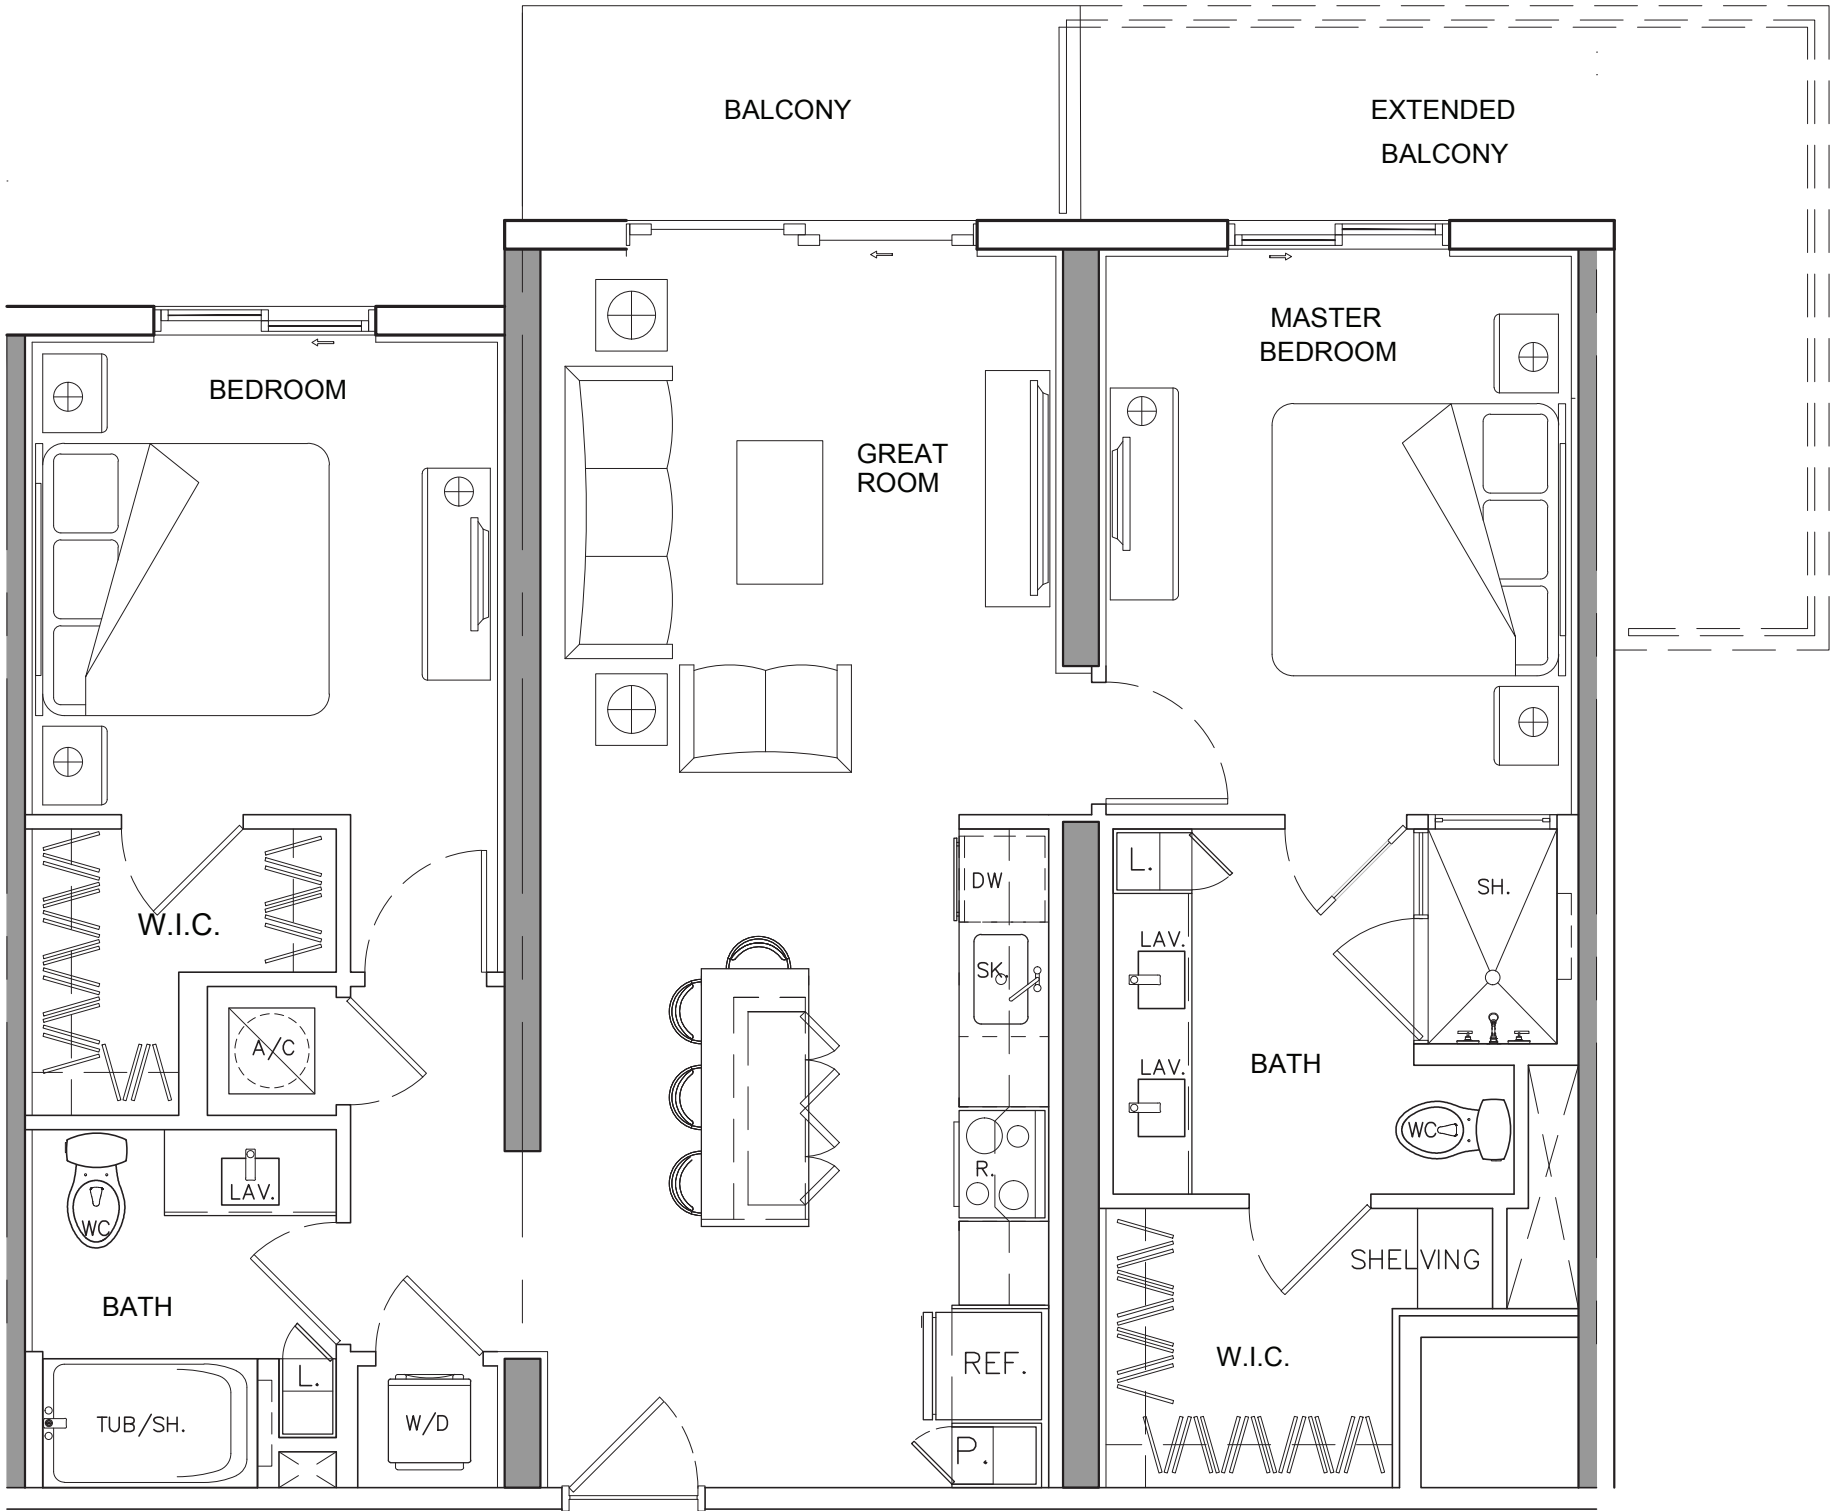 BALCONY
EXTENDED
BALCONY
MASTER
BEDROOM
BEDROOM
GREAT
ROOM
L.
DW
SH.
W.I.C.
LAV.
SK.
A/C
BATH
LAV.
WC
R.
LAV.
WC
SHELVING
BATH
W.I.C.
REF.
L.
TUB/SH.
W/D
P.